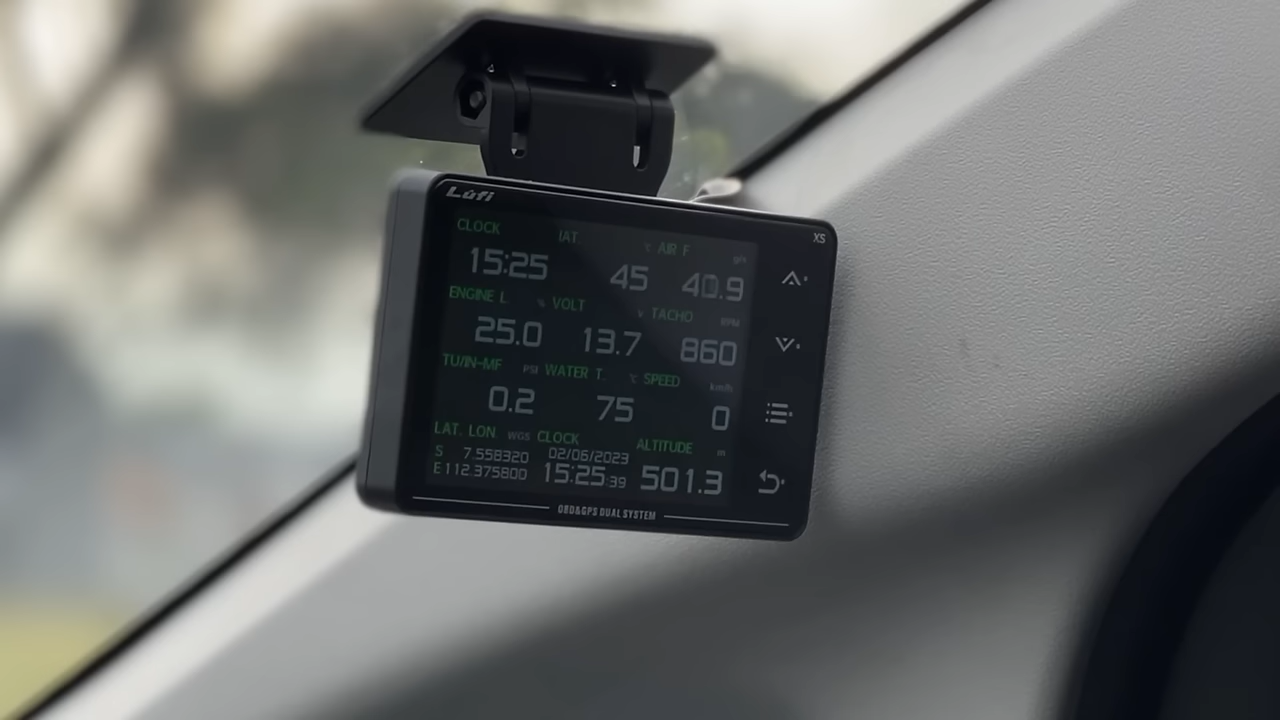 Lufi
XS
CLOCK IAT. °C AIR F g/s
15:25 45 40.9
ENGINE L. % VOLT V TACHO RPM
25.0 13.7 860
TU/IN-MF PSI WATER T. °C SPEED km/h
0.2 75 0
LAT. LON. WGS CLOCK ALTITUDE m
S 7.558320 02/06/2023
E112.375800 15:25:39 501.3
OBD&GPS DUAL SYSTEM